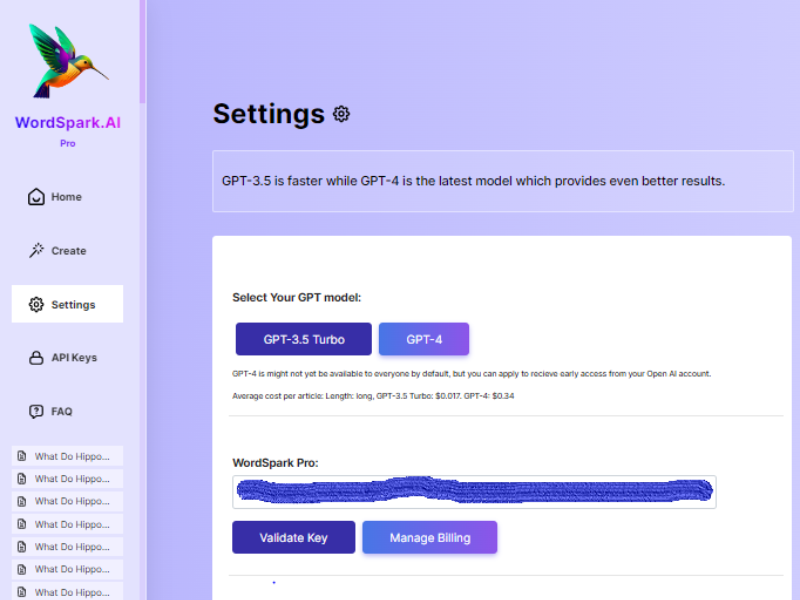 WordSpark.AI
Pro
Home
Create
Settings
API Keys
FAQ
What Do Hippo...
What Do Hippo...
What Do Hippo...
What Do Hippo...
What Do Hippo...
What Do Hippo...
What Do Hippo...
Settings
GPT-3.5 is faster while GPT-4 is the latest model which provides even better results.
Select Your GPT model:
GPT-3.5 Turbo GPT-4
GPT-4 is might not yet be available to everyone by default, but you can apply to recieve early access from your Open AI account.
Average cost per article: Length: long, GPT-3.5 Turbo: $0.017. GPT-4: $0.34
WordSpark Pro:
Validate Key Manage Billing